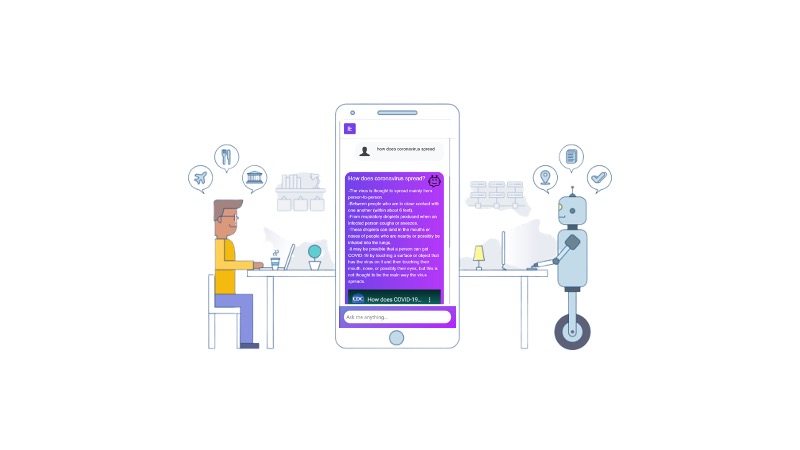 how does coronavirus spread
How does coronavirus spread?
-The virus is thought to spread mainly from
person-to-person.
-Between people who are in close contact with
one another (within about 6 feet).
-From respiratory droplets produced when an
infected person coughs or sneezes.
-These droplets can land in the mouths or
noses of people who are nearby or possibly be
inhaled into the lungs.
-It may be possible that a person can get
COVID-19 by touching a surface or object that
has the virus on it and then touching their
mouth, nose, or possibly their eyes, but this is
not thought to be the main way the virus
spreads.
CDC How does COVID-19...
Ask me anything...